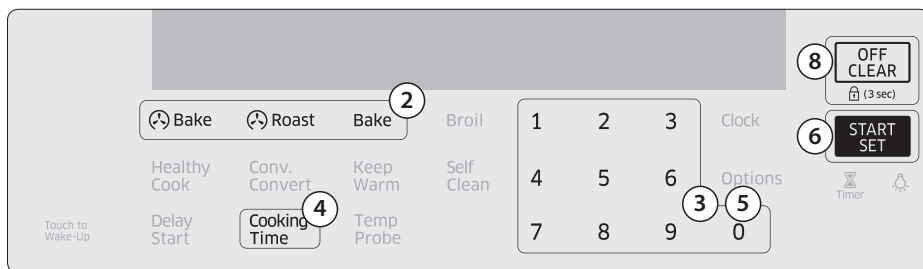 8
OFF
CLEAR
(3 sec)
2
Bake Roast Bake Broil 1 2 3 Clock
6
START
SET
Healthy
Cook
Conv.
Convert
Keep
Warm
Self
Clean
4 5 6 Options
Timer
4
3 5
Touch to
Wake-Up
Delay
Start
Cooking
Time
Temp
Probe
7 8 9 0